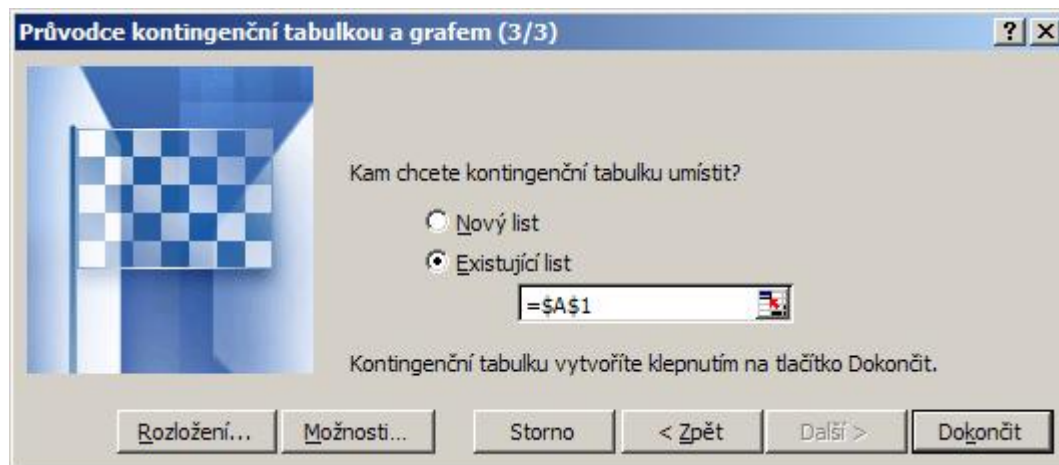 Průvodce kontingenční tabulkou a grafem (3/3)
Kam chcete kontingenční tabulku umístit?
Nový list
Existující list
=$A$1
Kontingenční tabulku vytvoříte klepnutím na tlačítko Dokončit.
Rozložení... Možnosti... Storno < Zpět Další > Dokončit